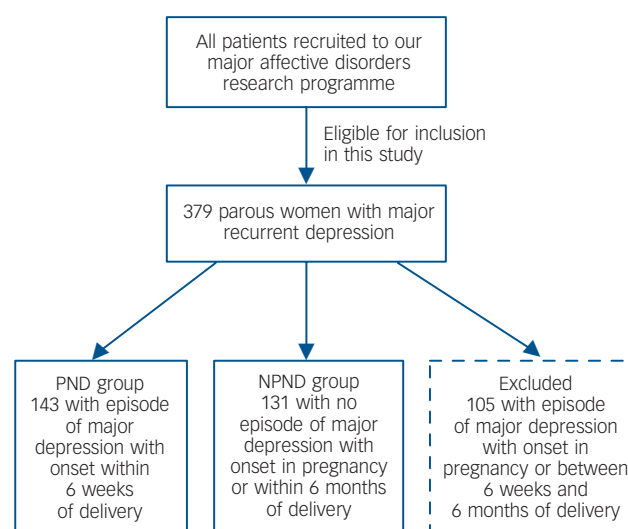 All patients recruited to our
major affective disorders
research programme
Eligible for inclusion
in this study
379 parous women with major
recurrent depression
PND group
143 with episode
of major
depression with
onset within
6 weeks
of delivery
NPND group
131 with no
episode of major
depression with
onset in pregnancy
or within 6 months
of delivery
Excluded
105 with episode
of major depression
with onset in
pregnancy or between
6 weeks and
6 months of delivery